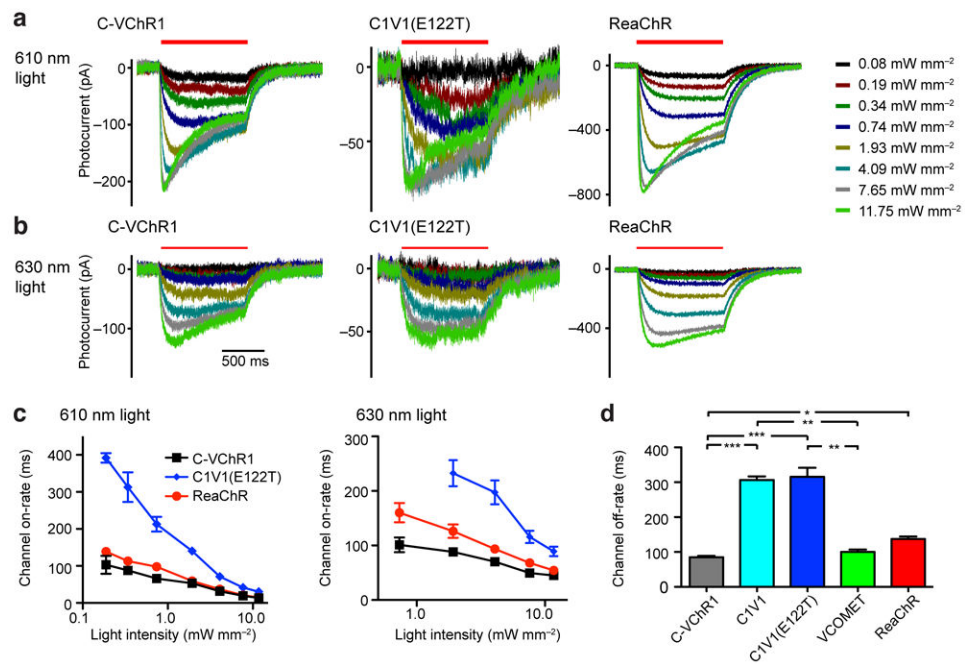 a
C-VChR1
C1V1(E122T)
ReaChR
610 nm
light
Photocurrent (pA)
0
−100
−200
0
−50
0
−400
−800
0.08 mW mm−2
0.19 mW mm−2
0.34 mW mm−2
0.74 mW mm−2
1.93 mW mm−2
4.09 mW mm−2
7.65 mW mm−2
11.75 mW mm−2
b
C-VChR1
C1V1(E122T)
ReaChR
630 nm
light
Photocurrent (pA)
0
−100
500 ms
0
−50
0
−400
c
610 nm light
Channel on-rate (ms)
400
300
200
100
0
0.1
1.0
10.0
Light intensity (mW mm−2)
C-VChR1
C1V1(E122T)
ReaChR
630 nm light
Channel on-rate (ms)
300
200
100
0
1.0
10.0
Light intensity (mW mm−2)
d
*
**
***
***
**
Channel off-rate (ms)
400
300
200
100
0
C-VChR1
C1V1
C1V1(E122T)
VCOMET
ReaChR